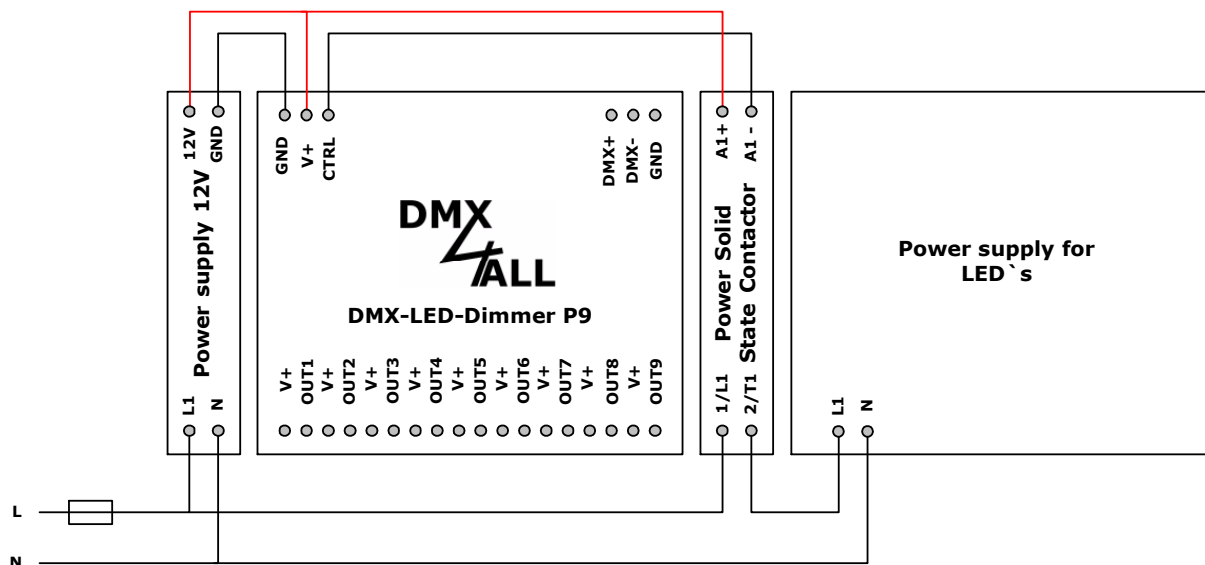 12V
GND
Power supply 12V
L1
N
GND
V+
CTRL
DMX+
DMX-
GND
DMX
4
ALL
DMX-LED-Dimmer P9
V+
OUT1
V+
OUT2
V+
OUT3
V+
OUT4
V+
OUT5
V+
OUT6
V+
OUT7
V+
OUT8
V+
OUT9
A1+
A1 -
Power Solid
State Contactor
1/L1
2/T1
Power supply for
LED`s
L1
N
L
N